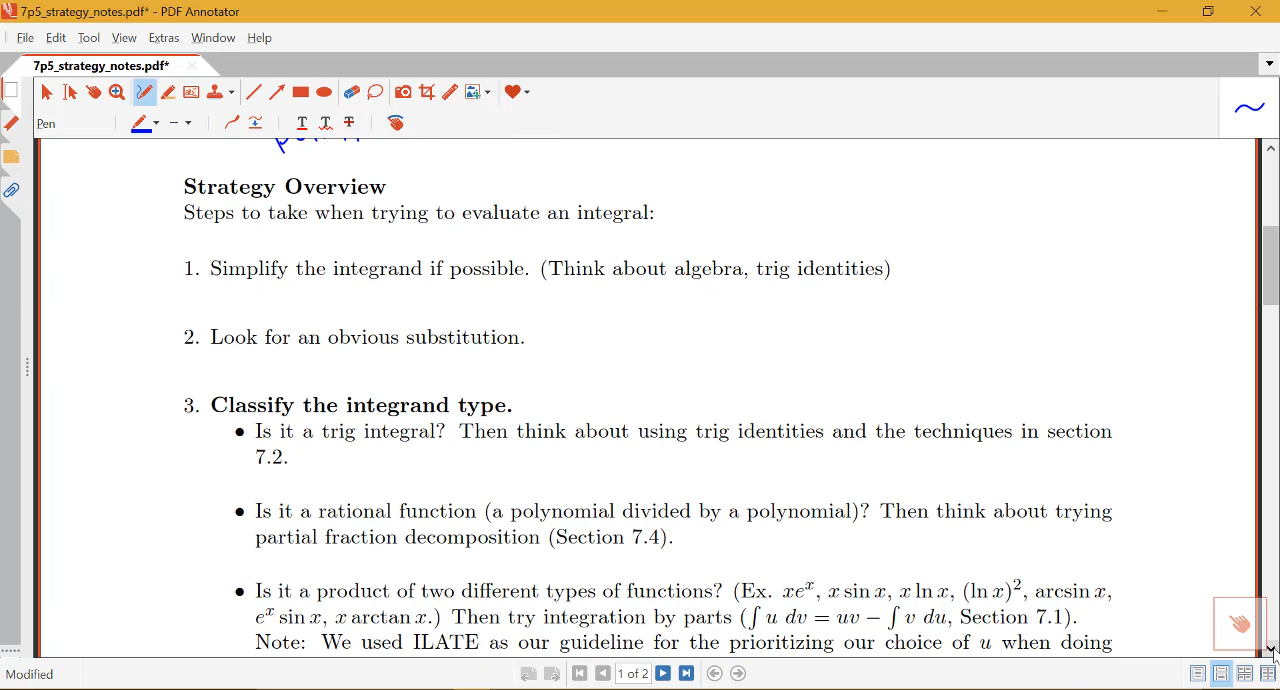 7p5_strategy_notes.pdf* - PDF Annotator
File Edit Tool View Extras Window Help
7p5_strategy_notes.pdf*
Pen
Strategy Overview
Steps to take when trying to evaluate an integral:
1. Simplify the integrand if possible. (Think about algebra, trig identities)
2. Look for an obvious substitution.
3. Classify the integrand type.
• Is it a trig integral? Then think about using trig identities and the techniques in section
7.2.
• Is it a rational function (a polynomial divided by a polynomial)? Then think about trying
partial fraction decomposition (Section 7.4).
• Is it a product of two different types of functions? (Ex. xeˣ, x sin x, x ln x, (ln x)², arcsin x,
eˣ sin x, x arctan x.) Then try integration by parts (∫ u dv = uv − ∫ v du, Section 7.1).
Note: We used ILATE as our guideline for the prioritizing our choice of u when doing
Modified
1 of 2